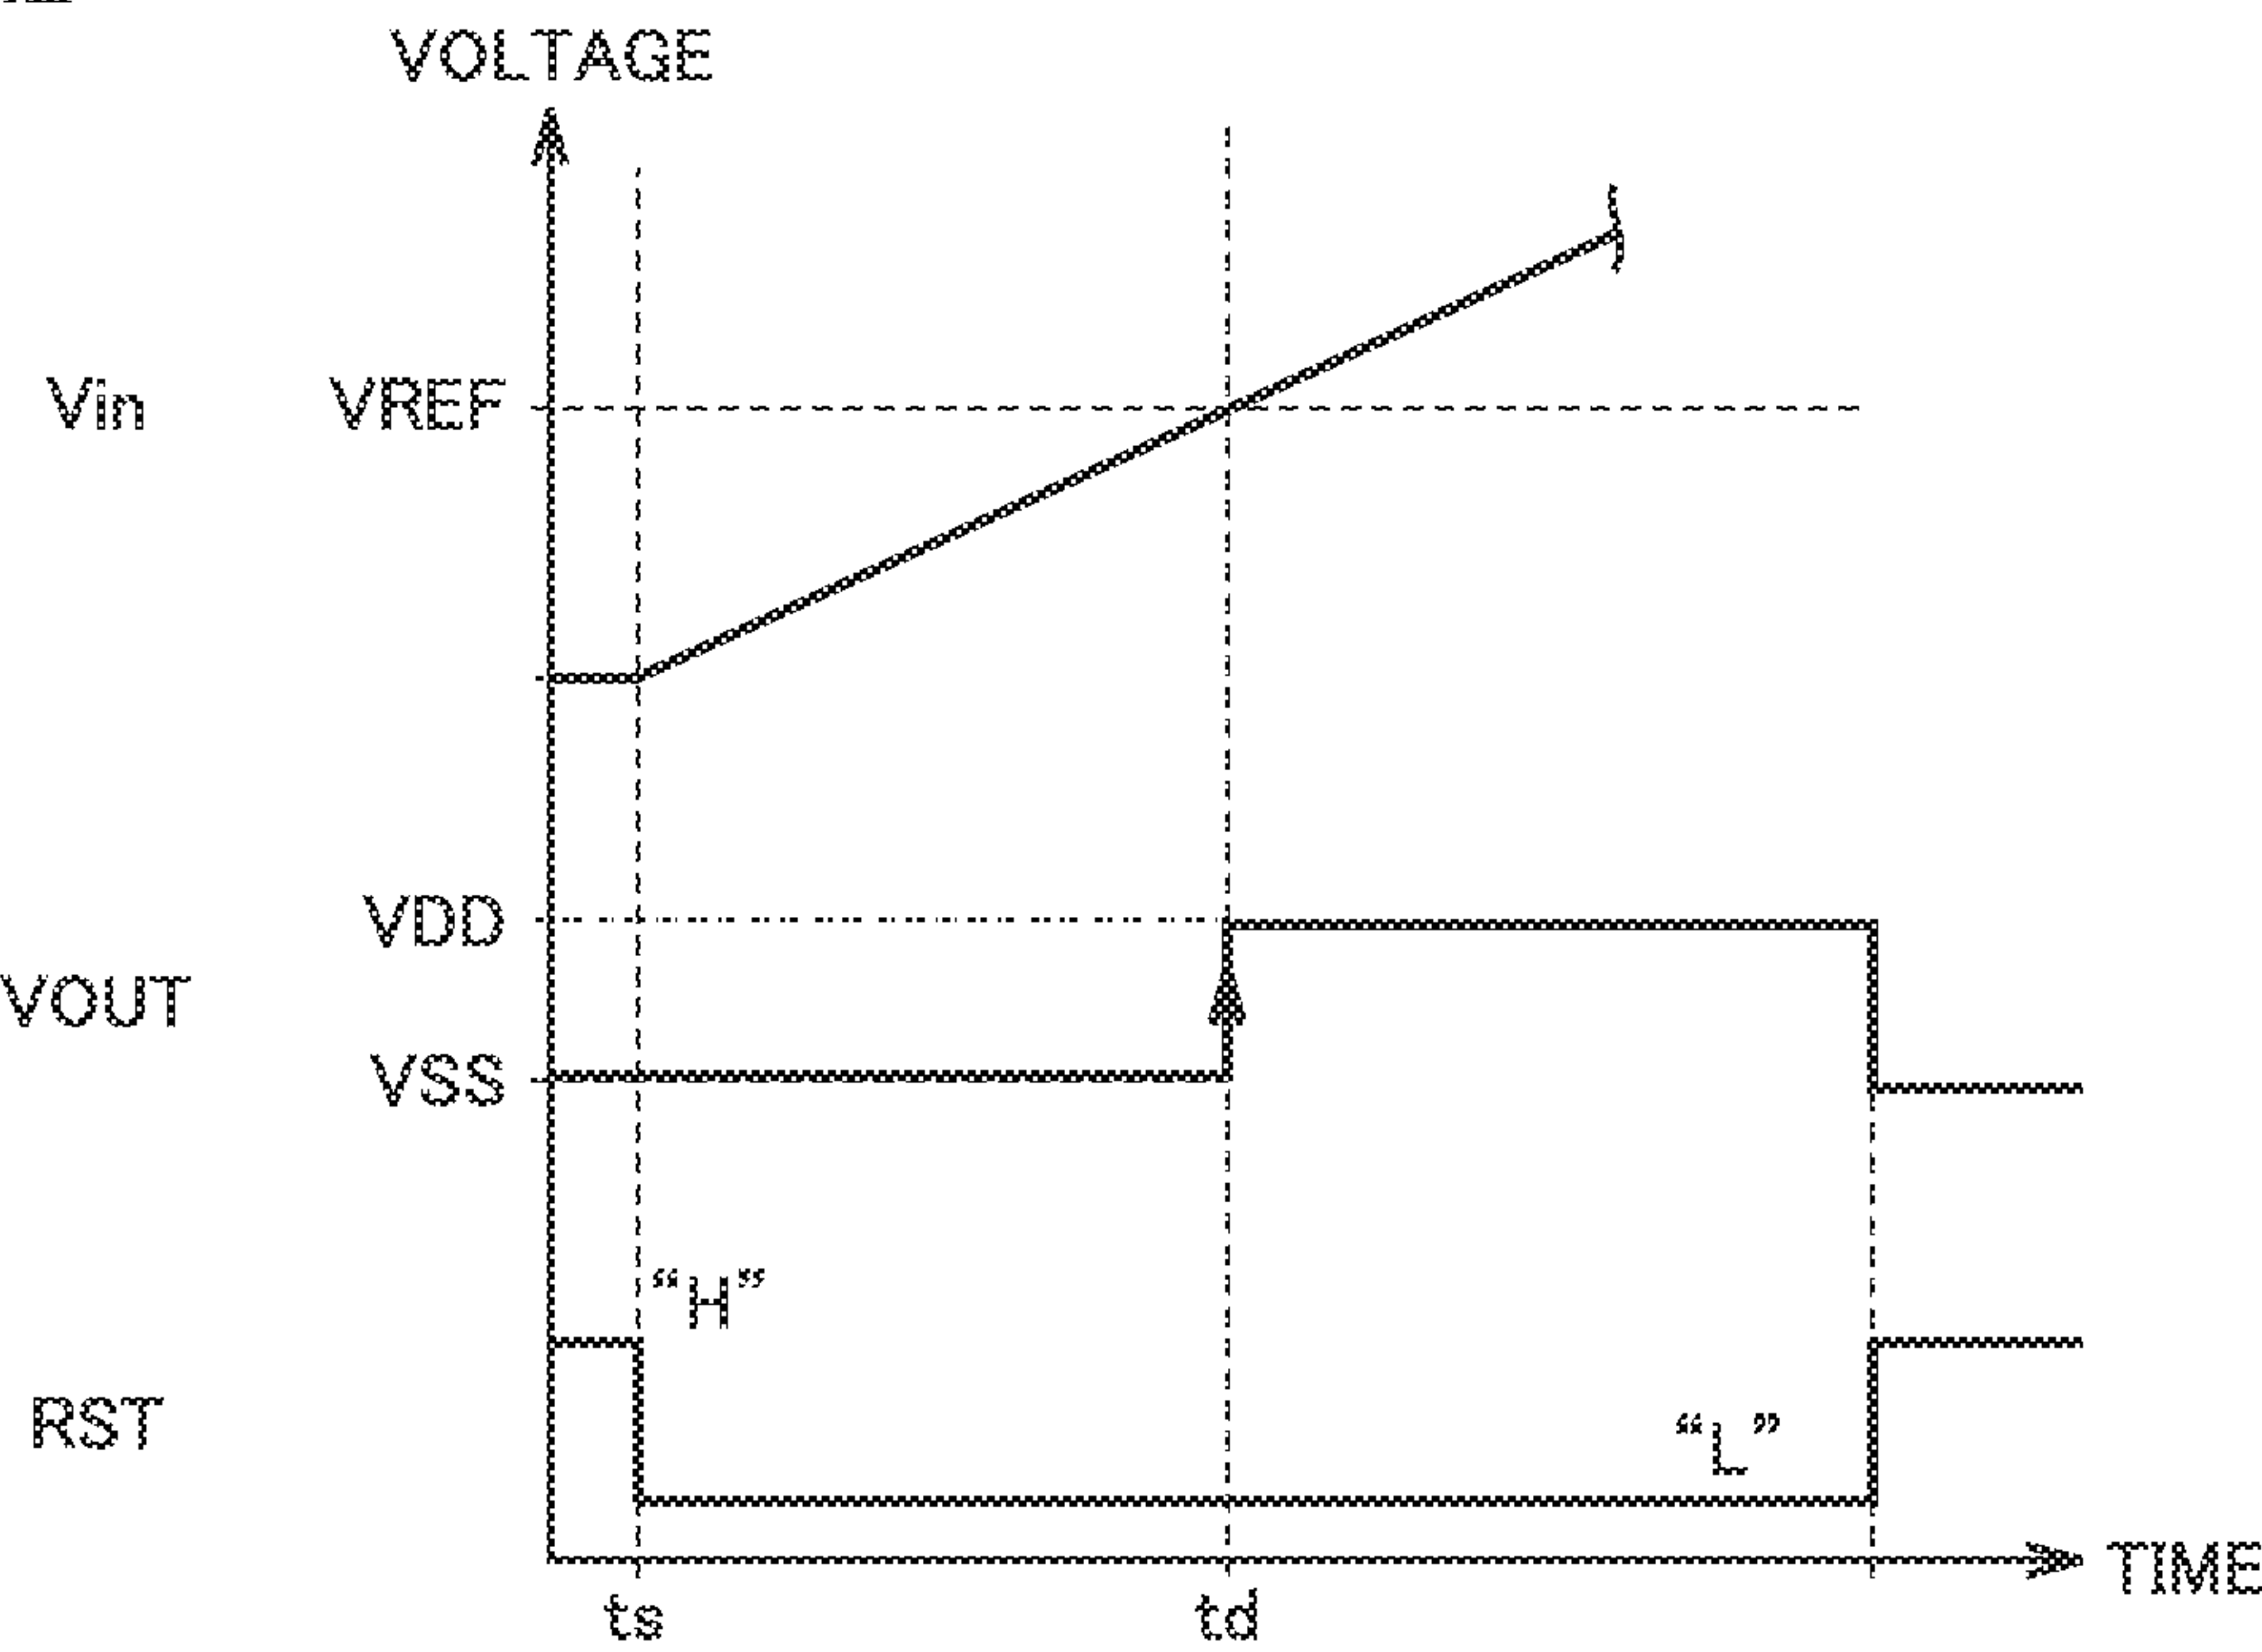 VOLTAGE
Vin
VREF
VDD
VOUT
VSS
“H”
RST
“L”
TIME
ts
td